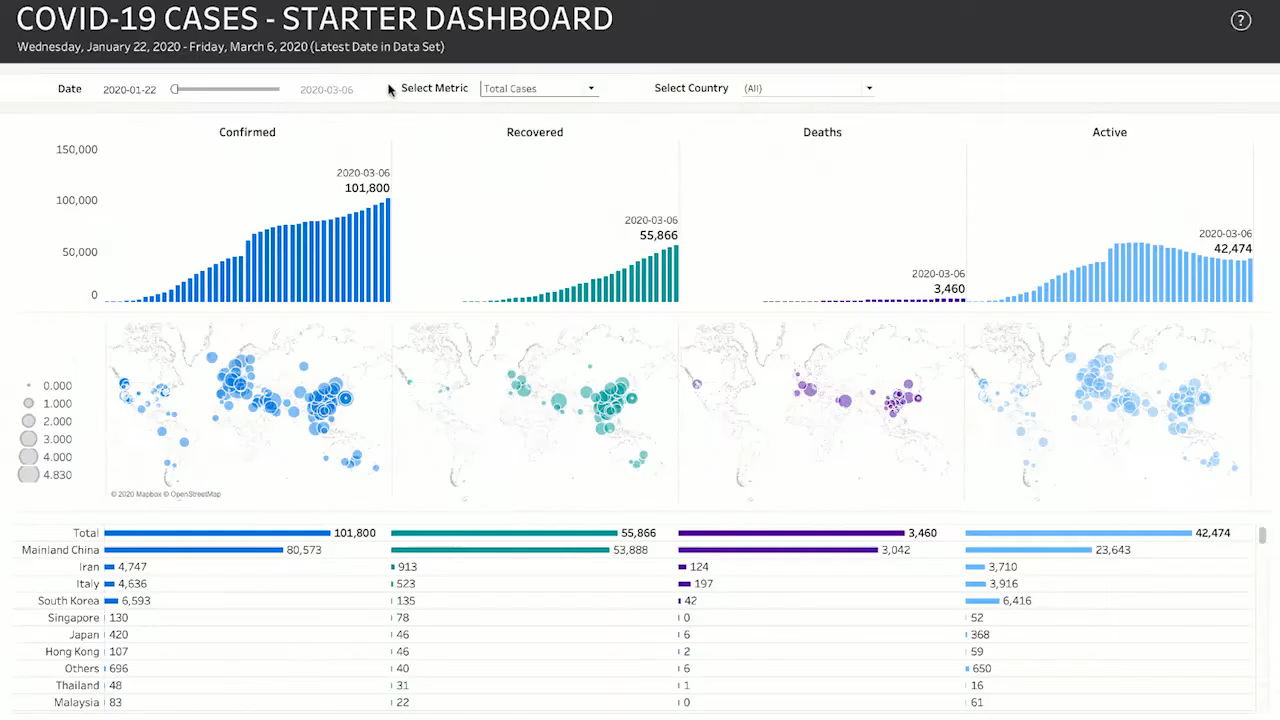 COVID-19 CASES - STARTER DASHBOARD
?
Wednesday, January 22, 2020 - Friday, March 6, 2020 (Latest Date in Data Set)
Date 2020-01-22 2020-03-06 Select Metric Total Cases Select Country (All)
Confirmed Recovered Deaths Active
150,000
100,000
50,000
0
2020-03-06
101,800
2020-03-06
55,866
2020-03-06
3,460
2020-03-06
42,474
0.000
1.000
2.000
3.000
4.000
4.830
© 2020 Mapbox © OpenStreetMap
Total 101,800 55,866 3,460 42,474
Mainland China 80,573 53,888 3,042 23,643
Iran 4,747 913 124 3,710
Italy 4,636 523 197 3,916
South Korea 6,593 135 42 6,416
Singapore 130 78 0 52
Japan 420 46 6 368
Hong Kong 107 46 2 59
Others 696 40 6 650
Thailand 48 31 1 16
Malaysia 83 22 0 61